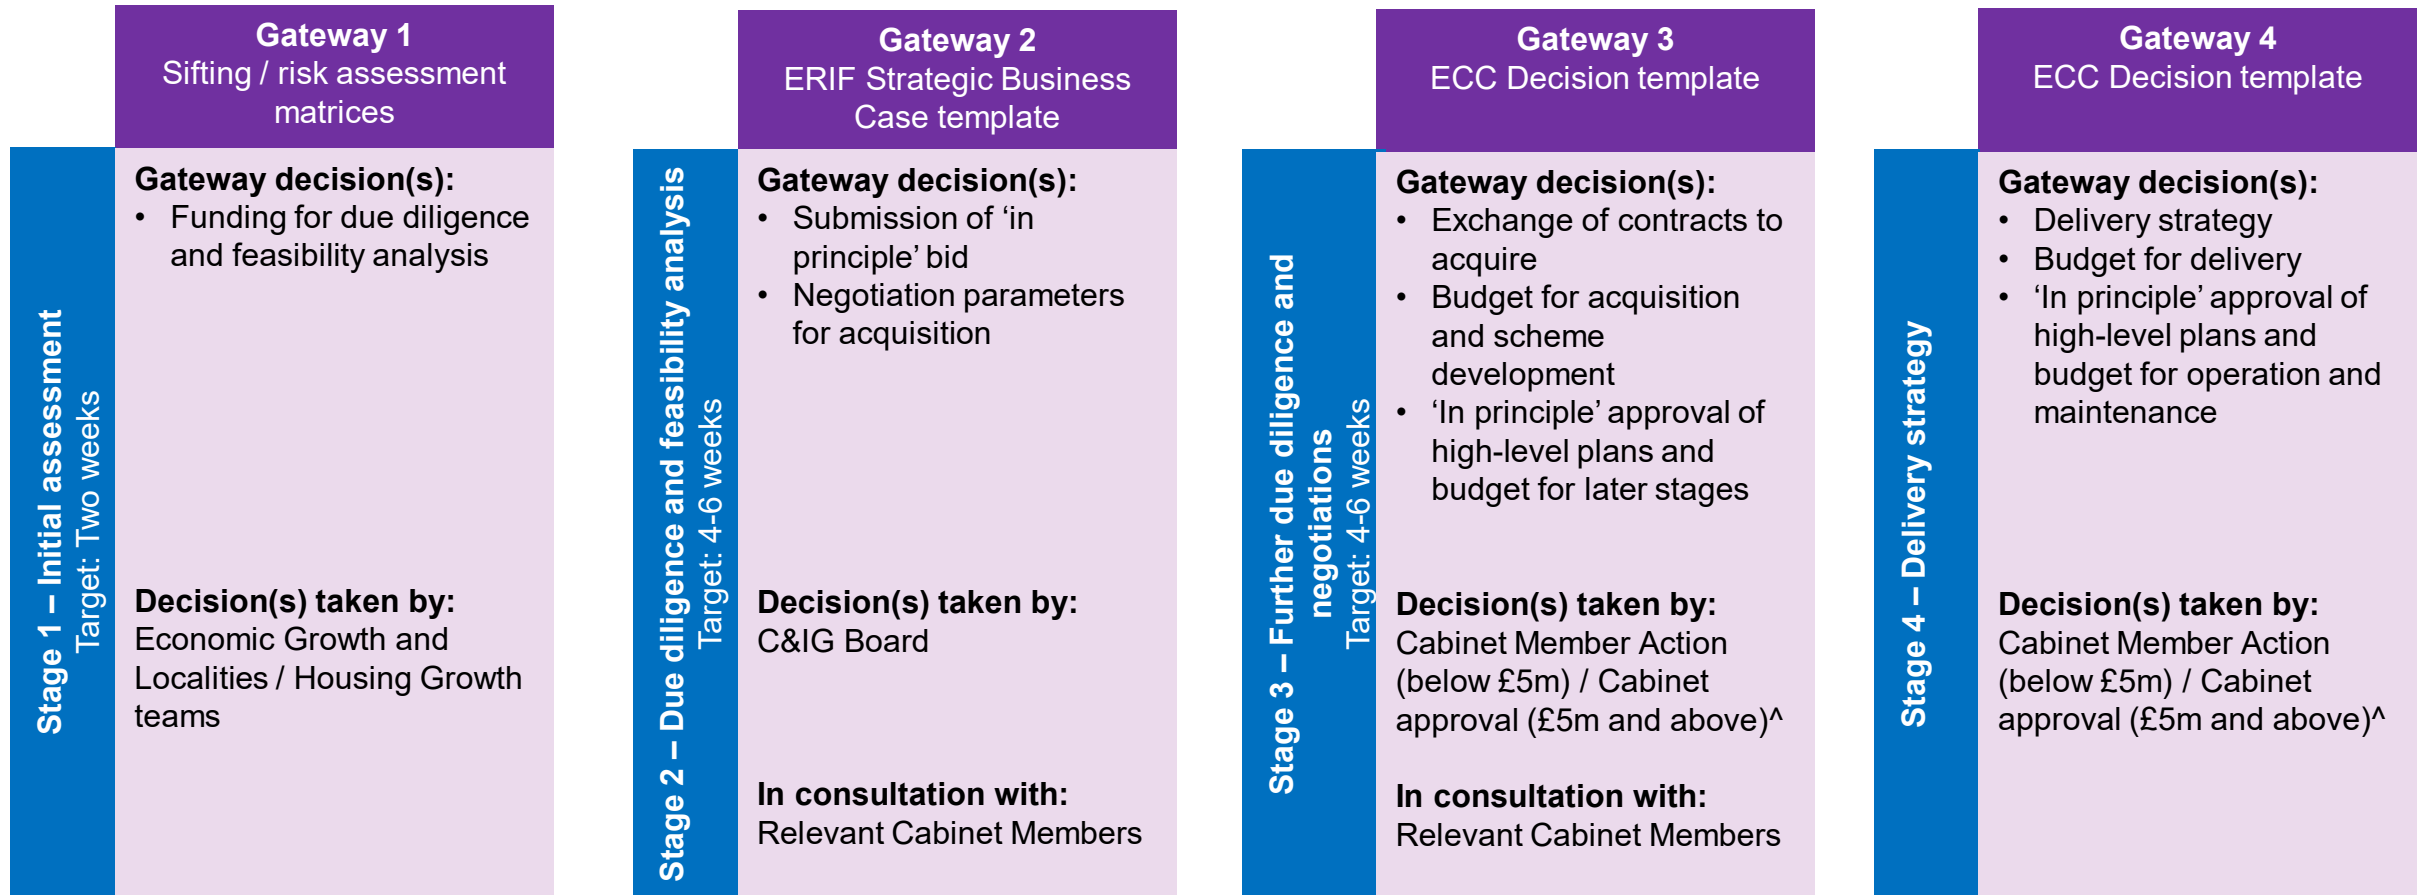 Gateway 1
Sifting / risk assessment
matrices
Stage 1 – Initial assessment
Target: Two weeks
Gateway decision(s):
• Funding for due diligence
and feasibility analysis
Decision(s) taken by:
Economic Growth and
Localities / Housing Growth
teams
Gateway 2
ERIF Strategic Business
Case template
Stage 2 – Due diligence and feasibility analysis
Target: 4-6 weeks
Gateway decision(s):
• Submission of ‘in
principle’ bid
• Negotiation parameters
for acquisition
Decision(s) taken by:
C&IG Board
In consultation with:
Relevant Cabinet Members
Gateway 3
ECC Decision template
Stage 3 – Further due diligence and
negotiations
Target: 4-6 weeks
Gateway decision(s):
• Exchange of contracts to
acquire
• Budget for acquisition
and scheme
development
• ‘In principle’ approval of
high-level plans and
budget for later stages
Decision(s) taken by:
Cabinet Member Action
(below £5m) / Cabinet
approval (£5m and above)^
In consultation with:
Relevant Cabinet Members
Gateway 4
ECC Decision template
Stage 4 – Delivery strategy
Gateway decision(s):
• Delivery strategy
• Budget for delivery
• ‘In principle’ approval of
high-level plans and
budget for operation and
maintenance
Decision(s) taken by:
Cabinet Member Action
(below £5m) / Cabinet
approval (£5m and above)^